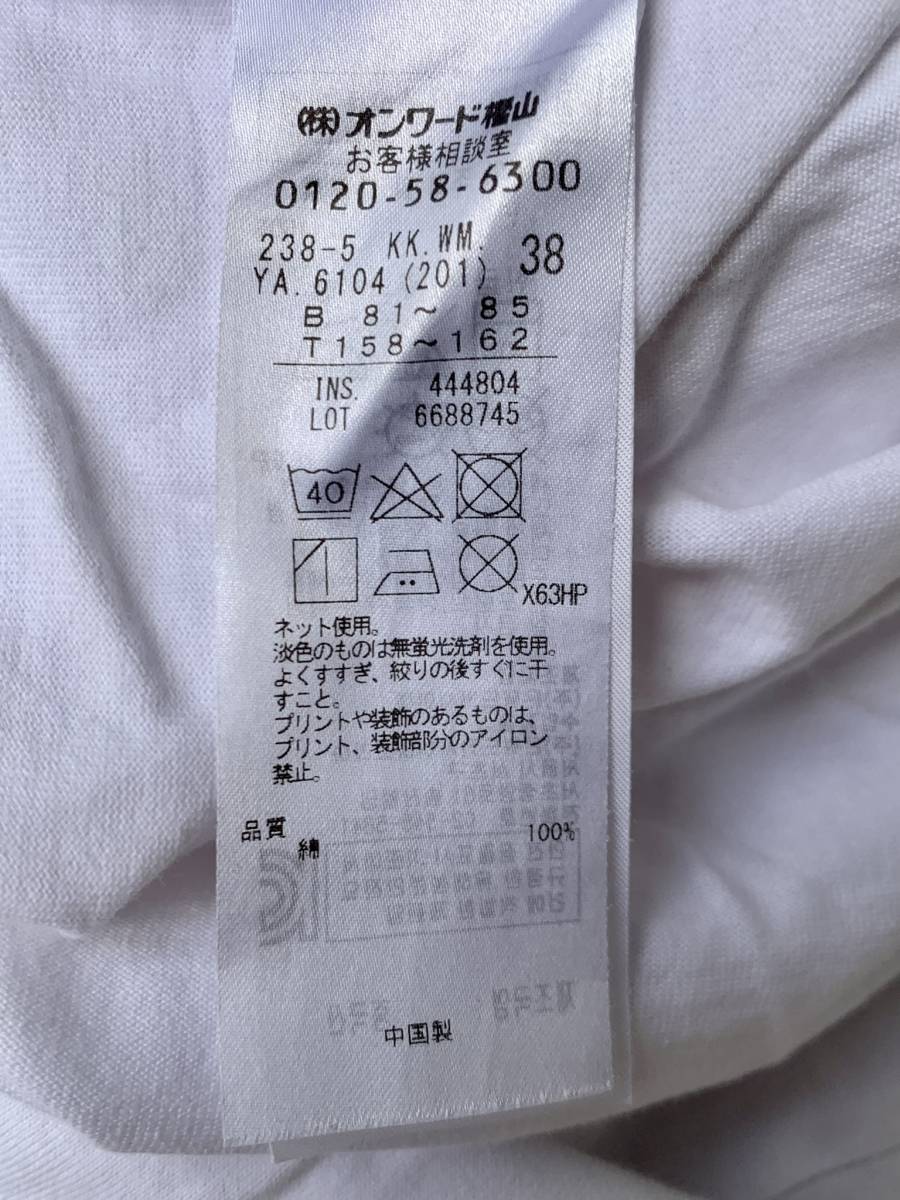 (株)オンワード樫山
お客様相談室
0120-58-6300
238-5 KK.WM. 38
YA.6104(201)
B 81～ 85
T158～162
INS. 444804
LOT 6688745
40
X63HP
ネット使用。
淡色のものは無蛍光洗剤を使用。
よくすすぎ、絞りの後すぐに干
すこと。
プリントや装飾のあるものは、
プリント、装飾部分のアイロン
禁止。
品質
綿 100%
中国製